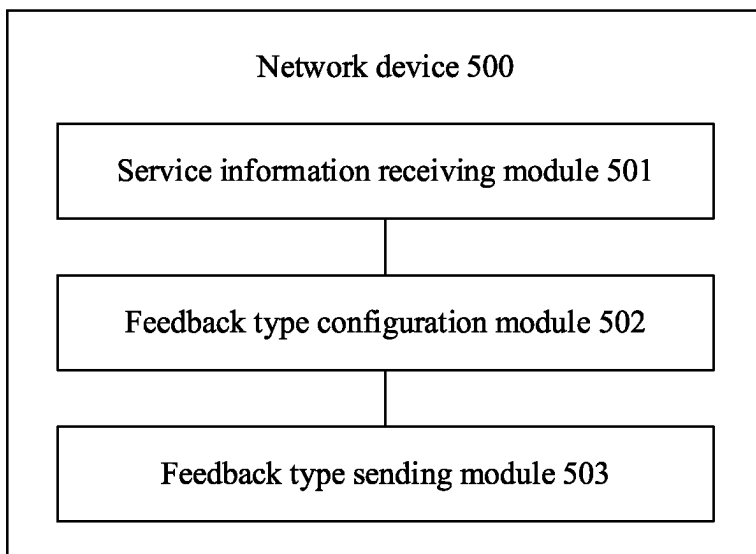 Network device 500
Service information receiving module 501
Feedback type configuration module 502
Feedback type sending module 503